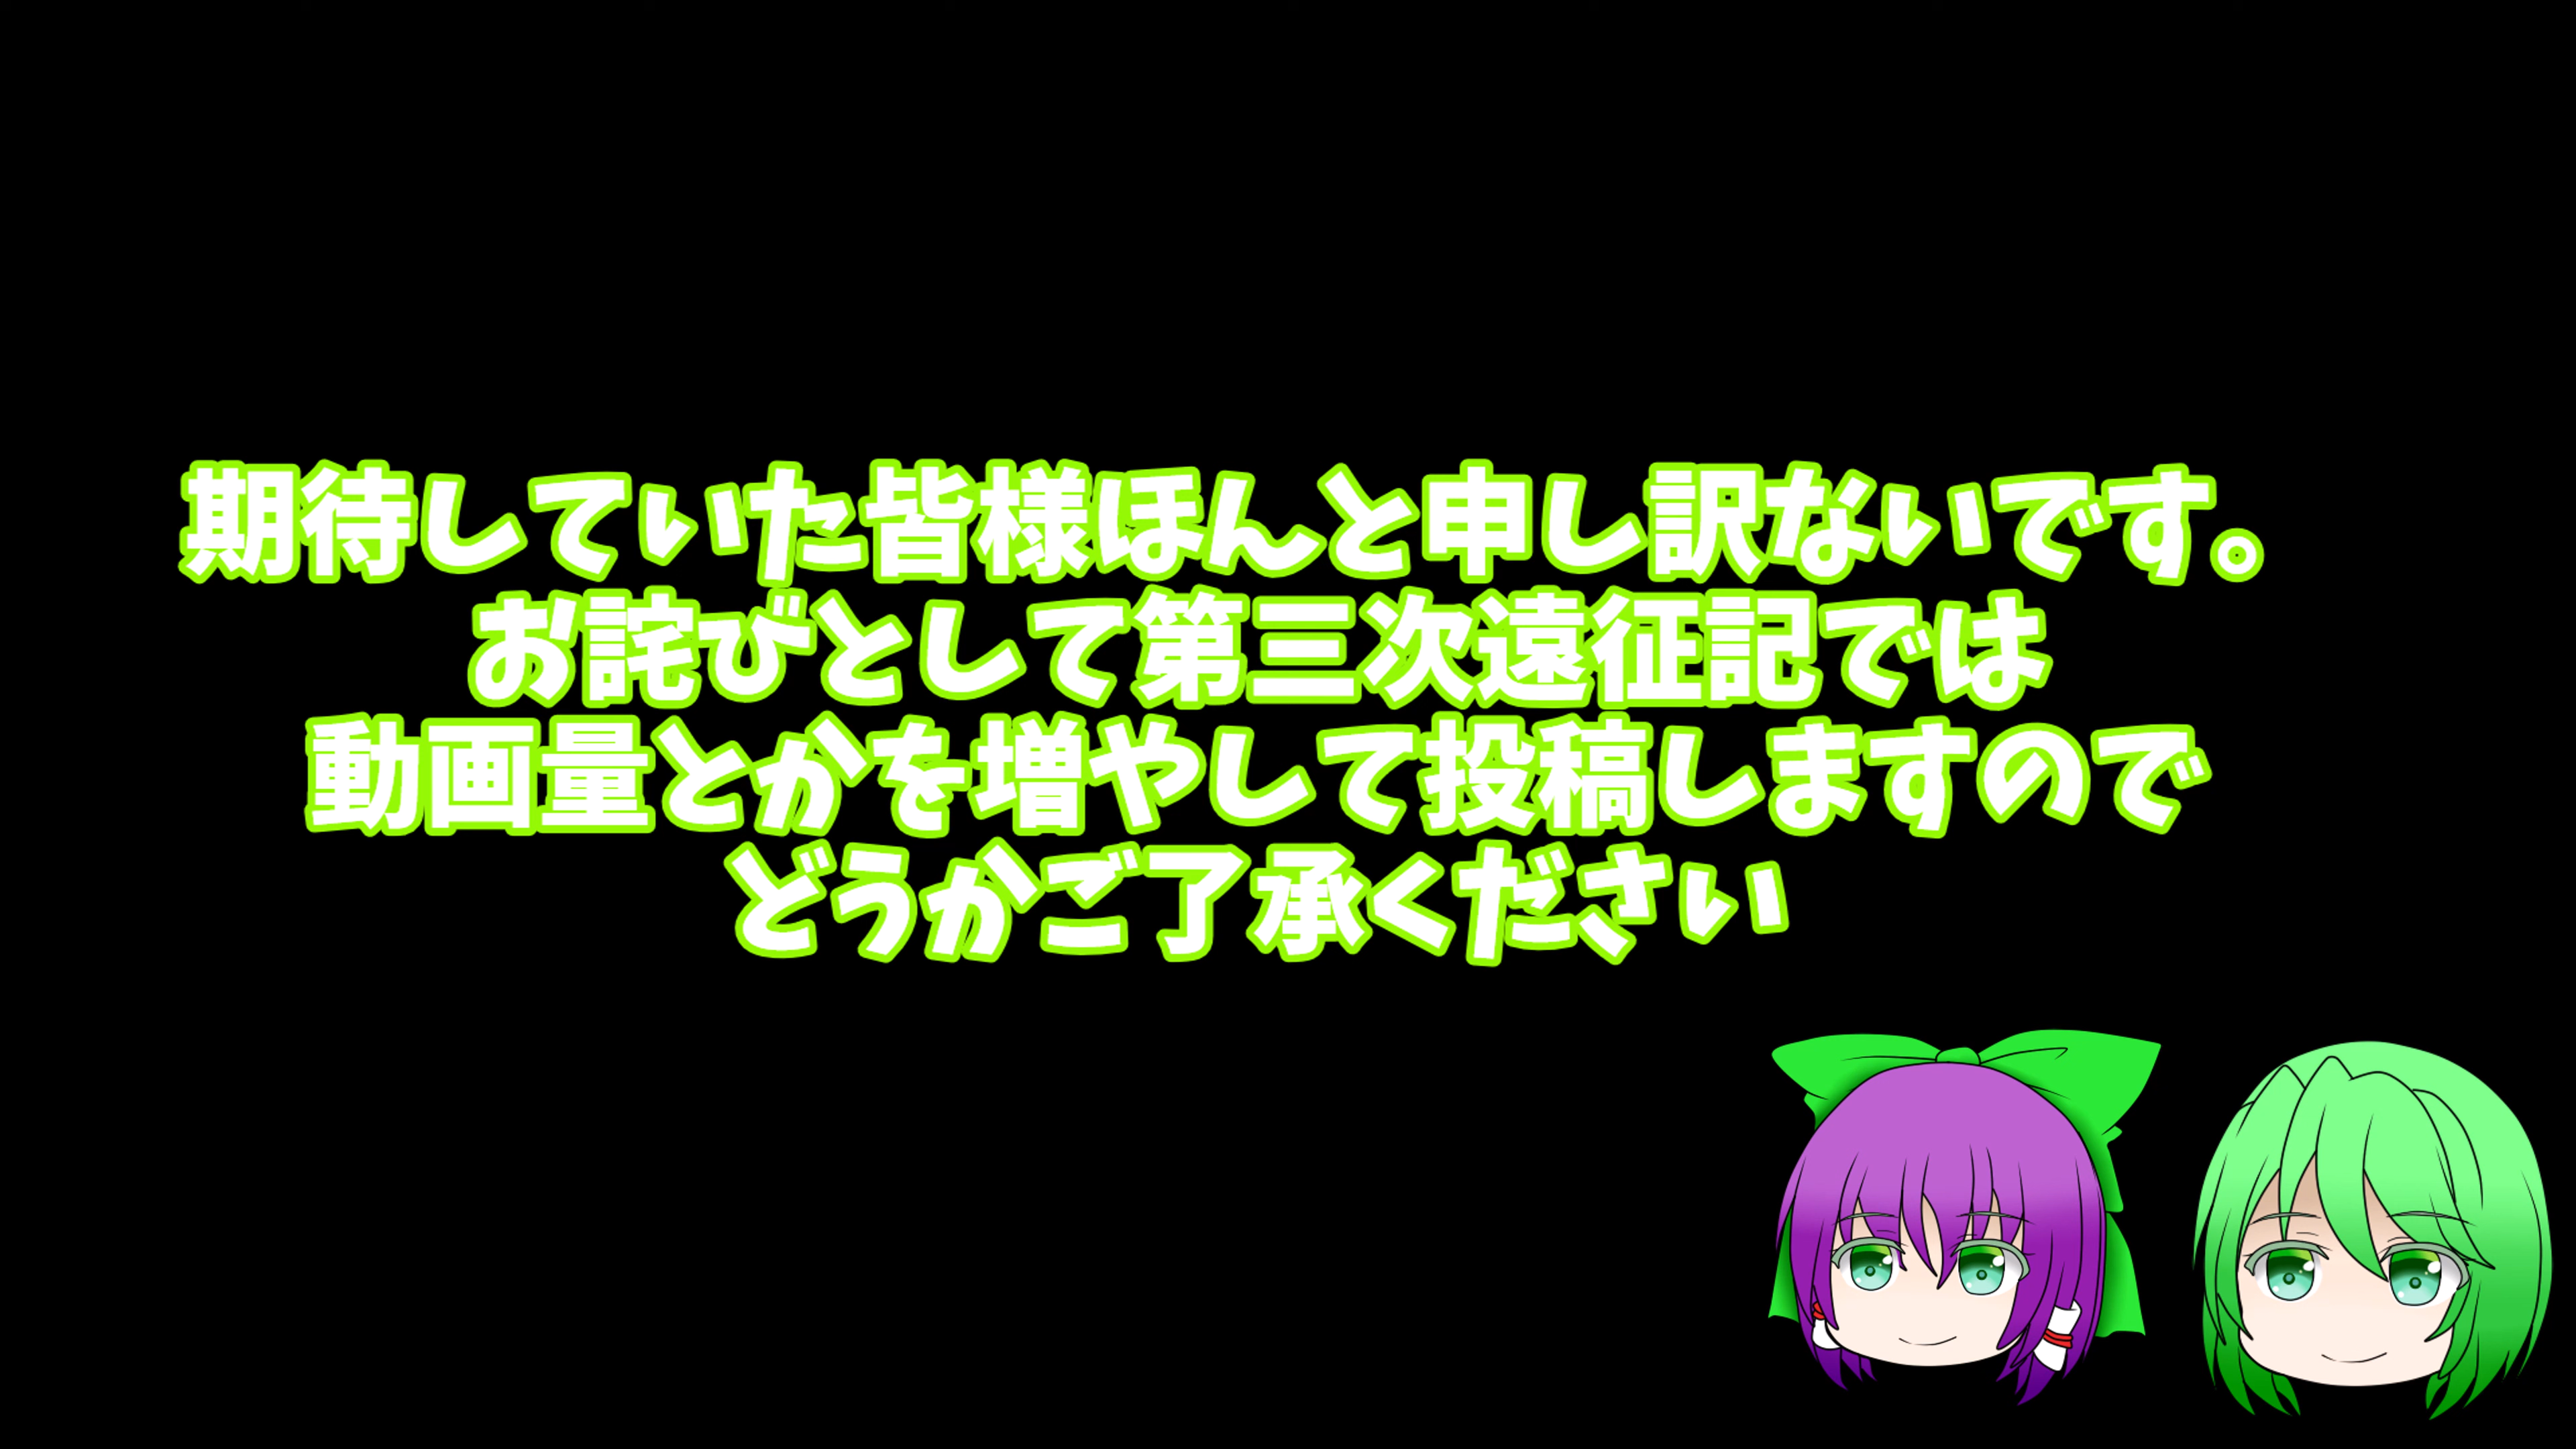 期待していた皆様ほんと申し訳ないです。
お詫びとして第三次遠征記では
動画量とかを増やして投稿しますので
どうかご了承ください